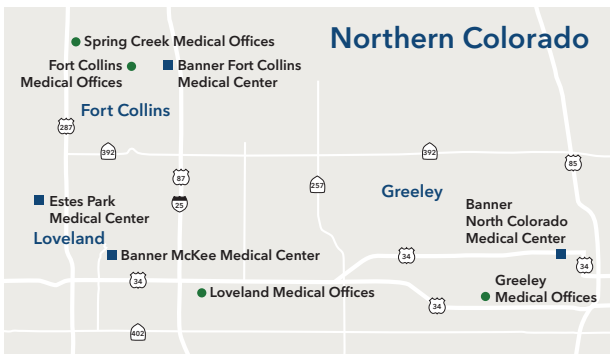 Northern Colorado
Spring Creek Medical Offices
Fort Collins
Medical Offices
Banner Fort Collins
Medical Center
Fort Collins
287
392
392
85
87
257
25
Greeley
Estes Park
Medical Center
Loveland
Banner
North Colorado
Medical Center
Banner McKee Medical Center
34
34
34
Loveland Medical Offices
Greeley
Medical Offices
34
402